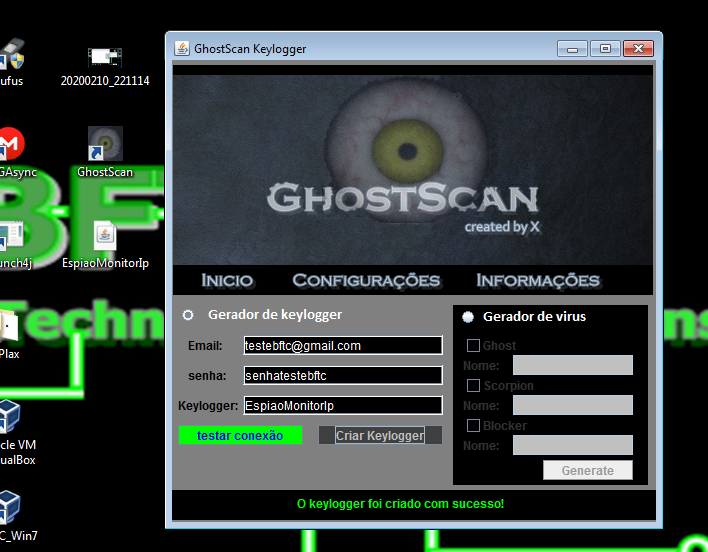 GhostScan Keylogger
ufus
20200210_221114
GAsync
GhostScan
unch4j
EspiaoMonitorIp
Plax
cle VM
ualBox
C_Win7
BF
Techn
ns
GhostScan
created by X
Inicio
Configurações
Informações
Gerador de keylogger
Email:
testebftc@gmail.com
senha:
senhatestebftc
Keylogger:
EspiaoMonitorIp
testar conexão
Criar Keylogger
Gerador de virus
Ghost
Nome:
Scorpion
Nome:
Blocker
Nome:
Generate
O keylogger foi criado com sucesso!